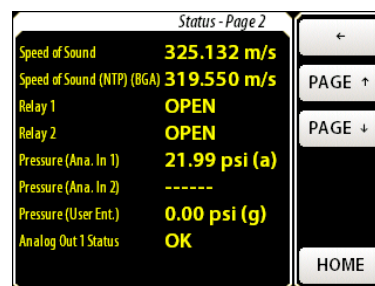 Status - Page 2
Speed of Sound 325.132 m/s
Speed of Sound (NTP) (BGA) 319.550 m/s
Relay 1 OPEN
Relay 2 OPEN
Pressure (Ana. In 1) 21.99 psi (a)
Pressure (Ana. In 2) ------
Pressure (User Ent.) 0.00 psi (g)
Analog Out 1 Status OK
←
PAGE ↑
PAGE ↓
HOME